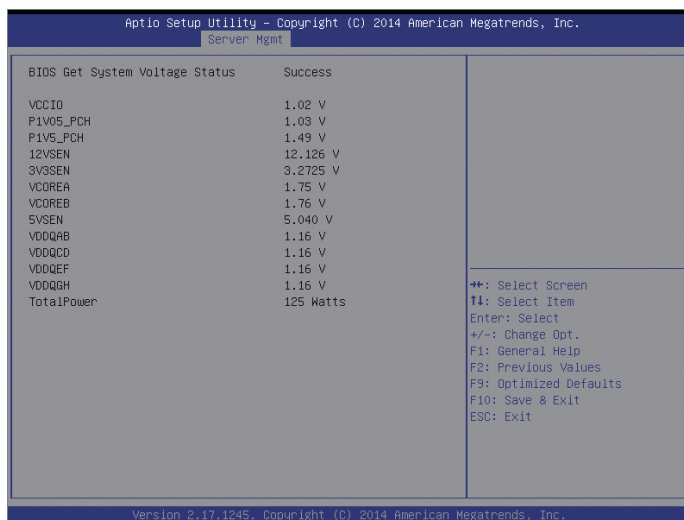 Aptio Setup Utility – Copyright (C) 2014 American Megatrends, Inc.
Server Mgmt
BIOS Get System Voltage Status Success
VCCIO 1.02 V
P1V05_PCH 1.03 V
P1V5_PCH 1.49 V
12VSEN 12.126 V
3V3SEN 3.2725 V
VCOREA 1.75 V
VCOREB 1.76 V
5VSEN 5.040 V
VDDQAB 1.16 V
VDDQCD 1.16 V
VDDQEF 1.16 V
VDDQGH 1.16 V
TotalPower 125 Watts
→←: Select Screen
↑↓: Select Item
Enter: Select
+/-: Change Opt.
F1: General Help
F2: Previous Values
F9: Optimized Defaults
F10: Save & Exit
ESC: Exit
Version 2.17.1245. Copyright (C) 2014 American Megatrends, Inc.